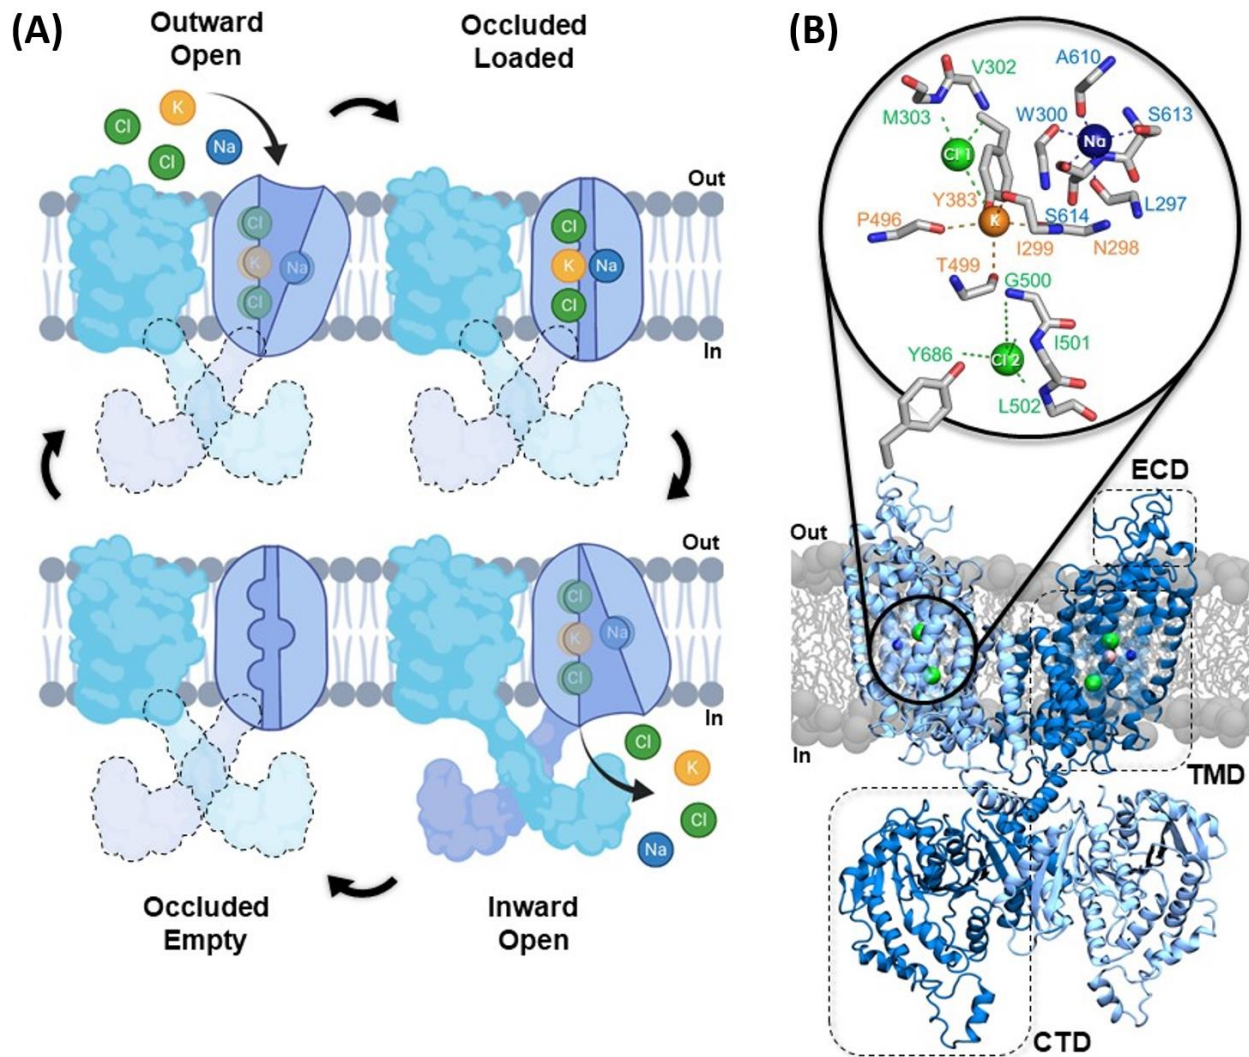 (A)
Outward
Open
Cl
K
Cl
Na
Cl
K
Na
Cl
Occluded
Loaded
Cl
K
Na
Cl
Out
In
Occluded
Empty
Cl
K
Na
Cl
Out
In
Cl
K
Cl
Na
Inward
Open
(B)
V302
M303
Cl 1
A610
W300
S613
Na
Y383
L297
P496
K
S614
I299
N298
T499
G500
Y686
Cl 2
I501
L502
ECD
Out
In
TMD
CTD